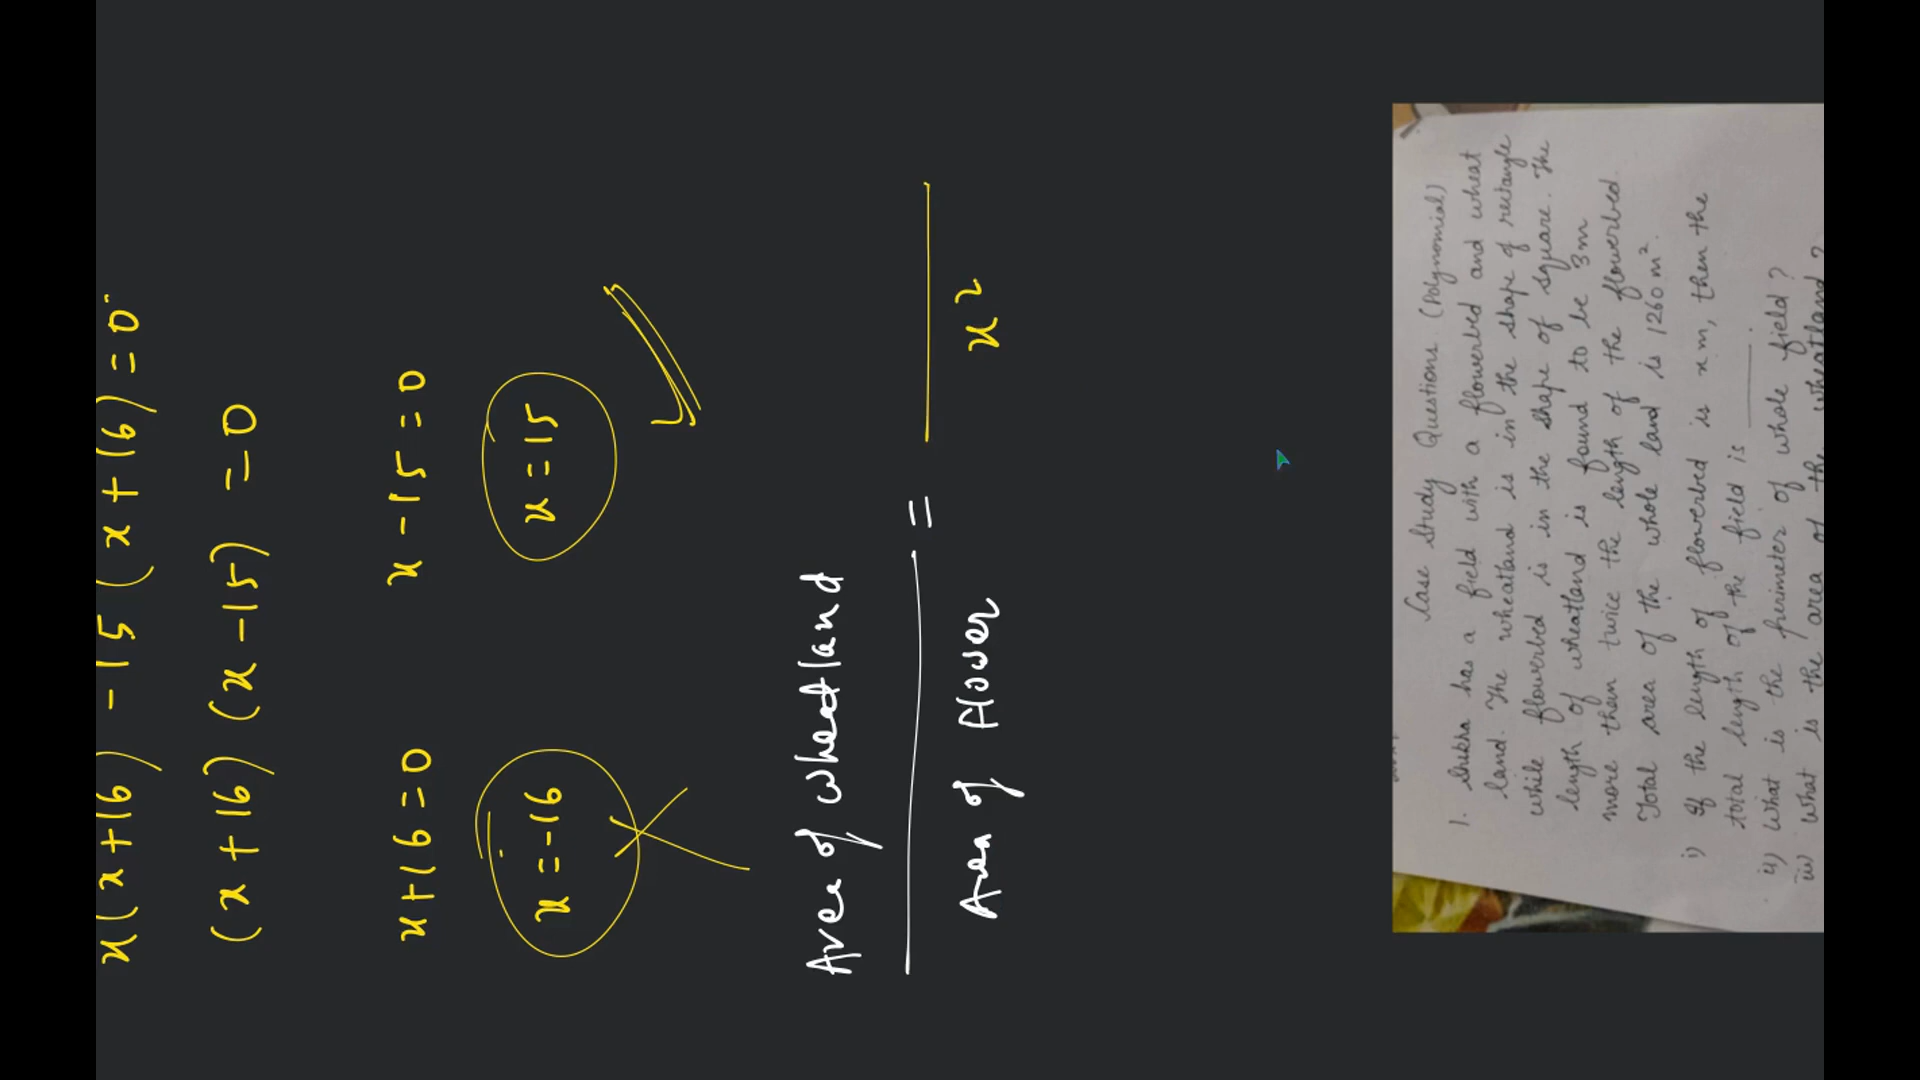 x(x+16) -15 (x+16) = 0
(x+16) (x-15) = 0
x+16=0 x-15=0
x=-16 x=15
Area of wheatland
Area of flower
=
x²
Case Study Questions (Polynomial)
1. Shikha has a field with a flowerbed and wheat
land. The wheatland is in the shape of rectangle
while flowerbed is in the shape of square. The
length of wheatland is found to be 3m
more then twice the length of the flowerbed.
Total area of the whole land is 1260 m².
i) If the length of flowerbed is x m, then the
total length of the field is
ii) What is the perimeter of whole field?
iii) What is the area of the wheatland?